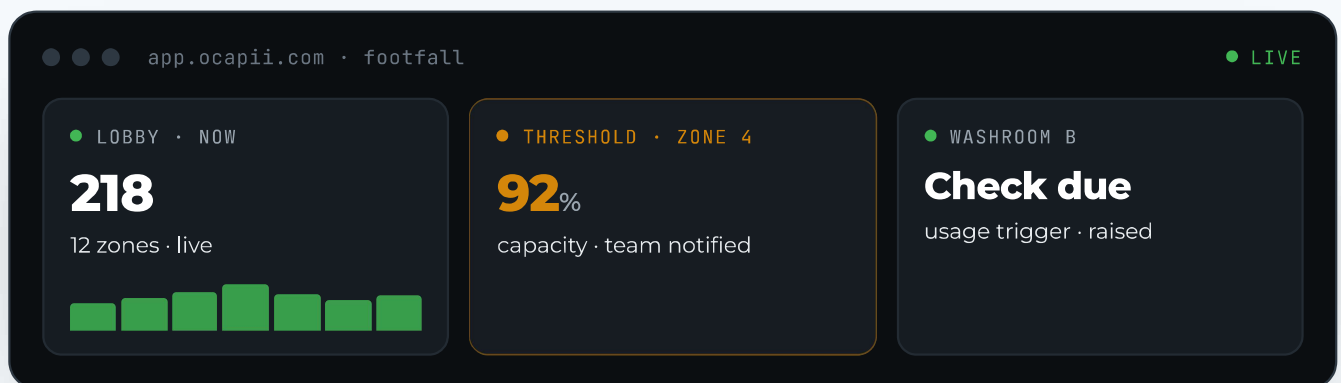 app.ocapii.com · footfall
LIVE
LOBBY · NOW
218
12 zones · live
THRESHOLD · ZONE 4
92%
capacity · team notified
WASHROOM B
Check due
usage trigger · raised